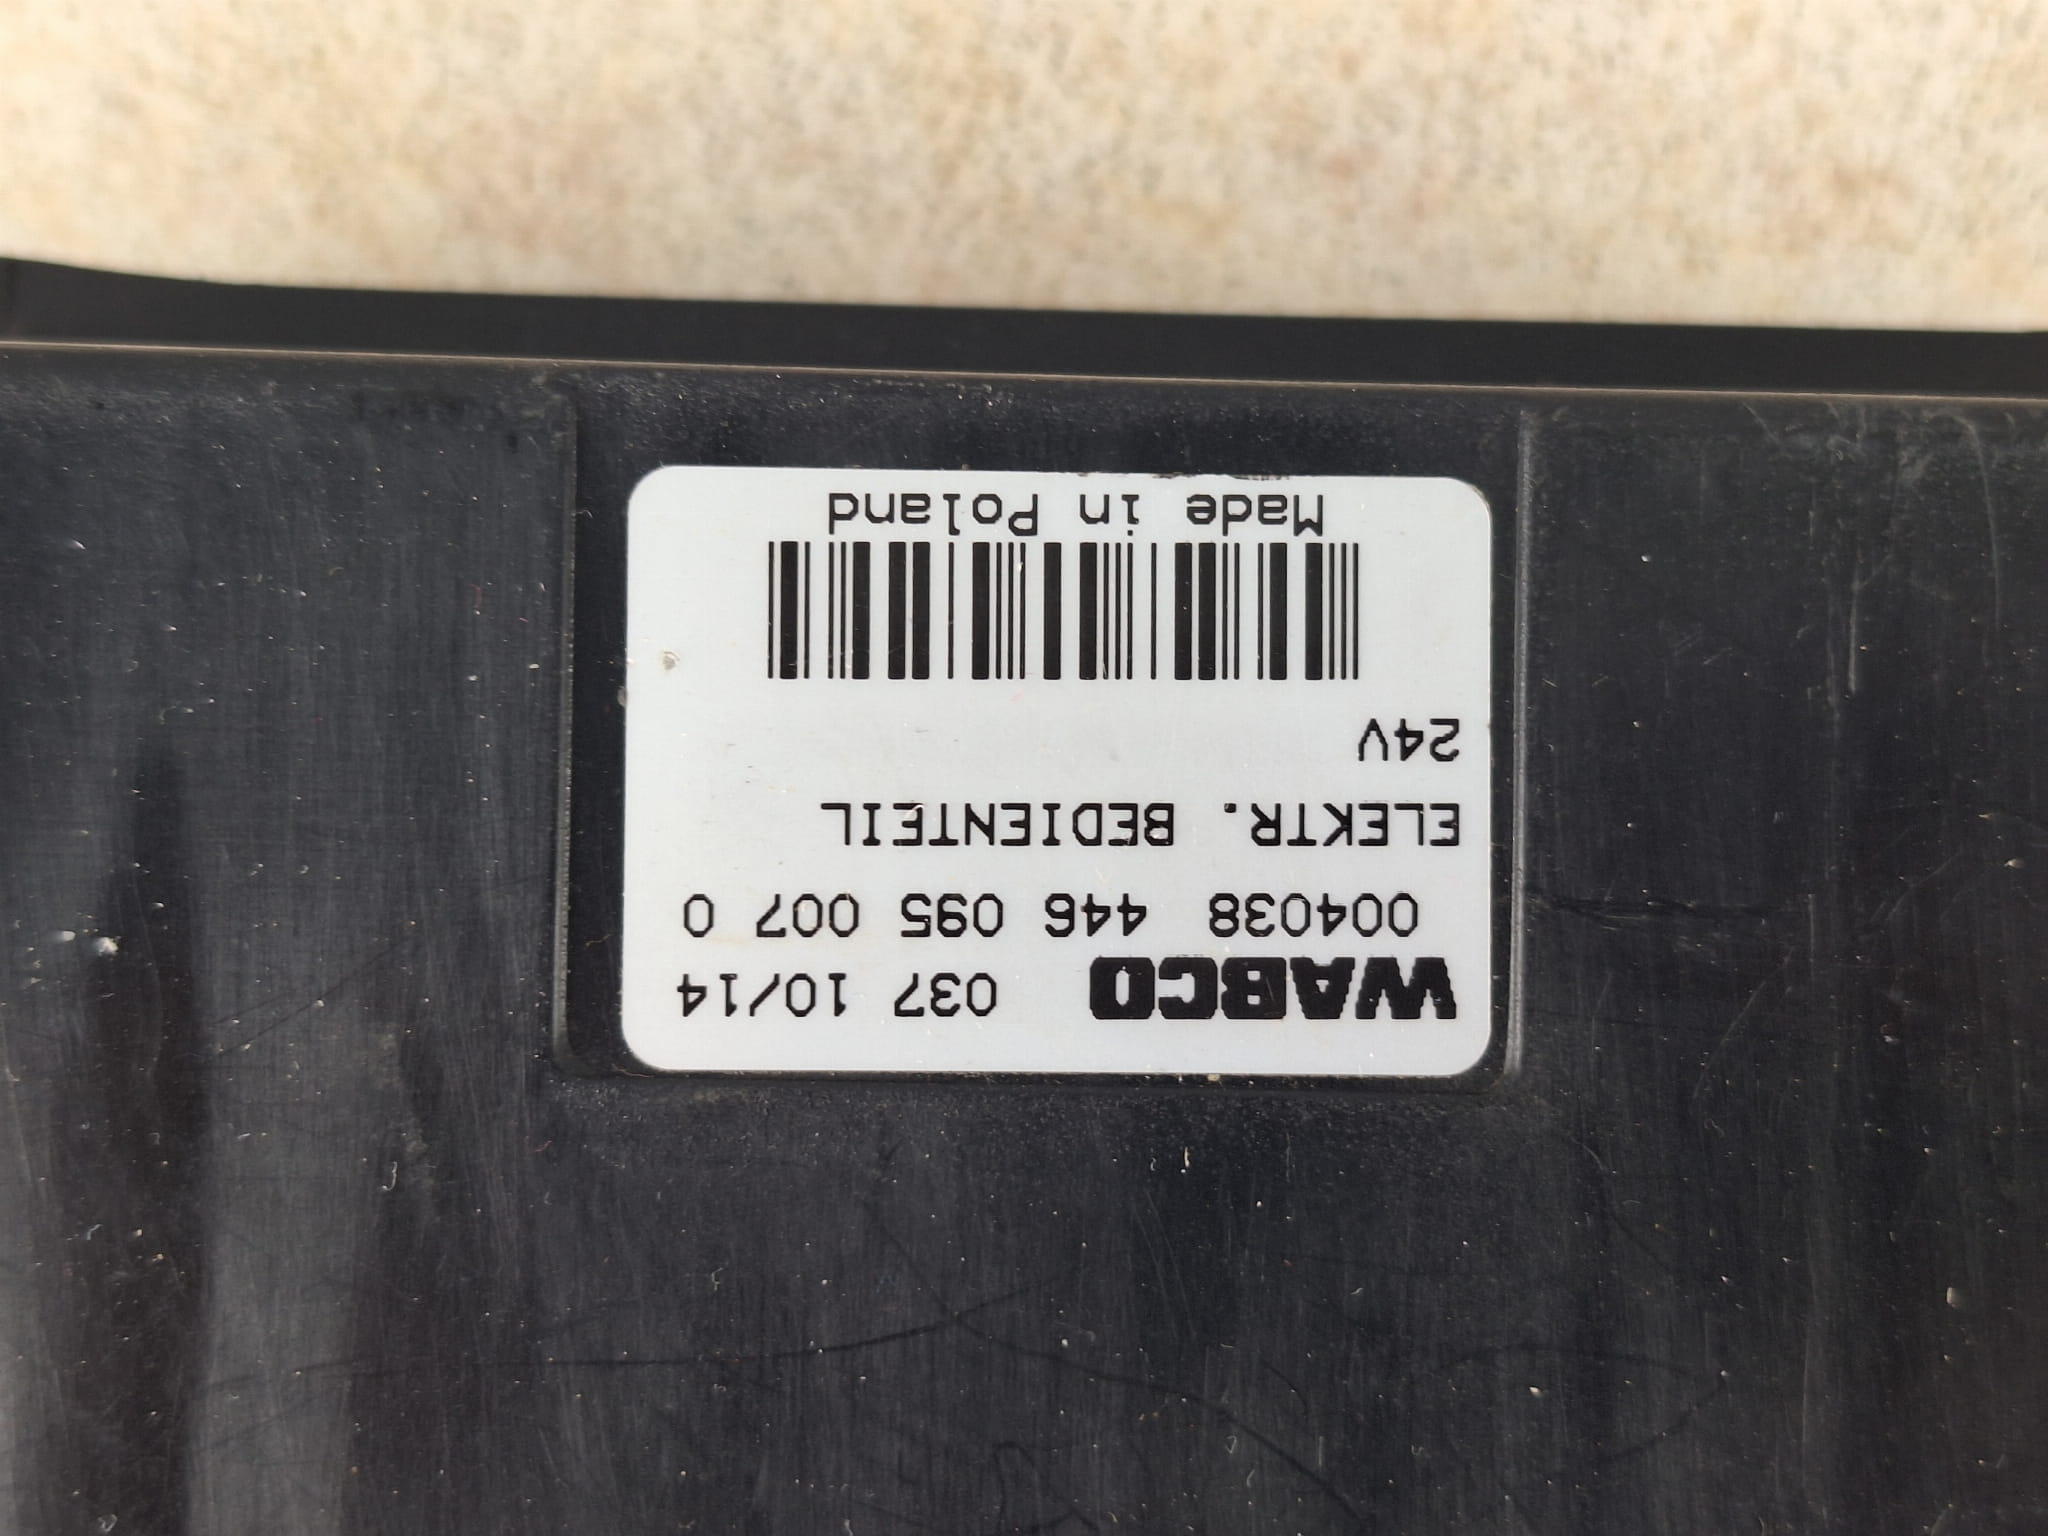 WABCO 037 10/14
004038 446 095 007 0
ELEKTR. BEDIENTEIL
24V
Made in Poland